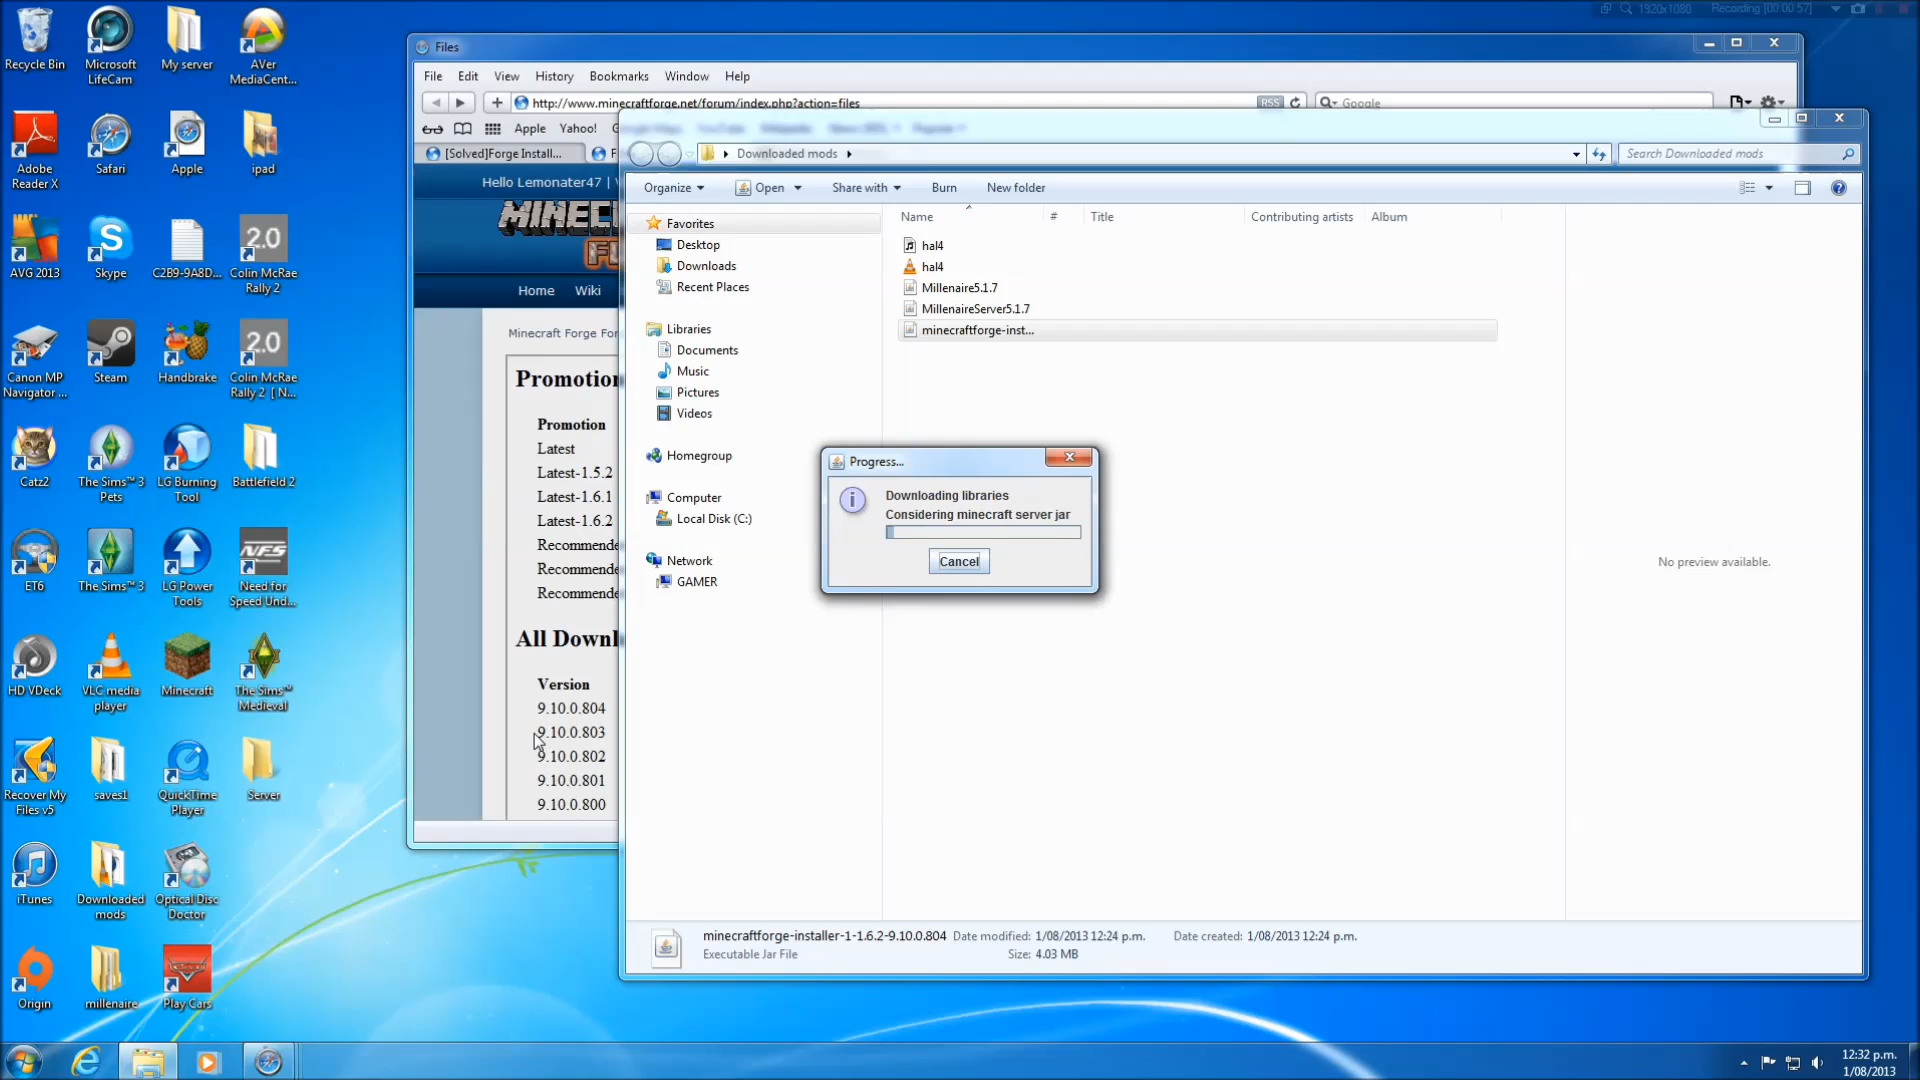 1920x1080 Recording [00:00:57]
Recycle Bin
Microsoft LifeCam
My server
AVer MediaCent...
Adobe Reader X
Safari
Apple
ipad
AVG 2013
Skype
C2B9-9A8D...
2.0
Colin McRae Rally 2
Canon MP Navigator ...
Steam
Handbrake
2.0
Colin McRae Rally 2 [ N...
Catz2
The Sims™ 3 Pets
LG Burning Tool
Battlefield 2
ET6
The Sims™ 3
LG Power Tools
NFS
Need for Speed Und...
HD VDeck
VLC media player
Minecraft
The Sims™ Medieval
Recover My Files v5
saves1
QuickTime Player
Server
iTunes
Downloaded mods
Optical Disc Doctor
Origin
millenaire
Play Cars
Files
File Edit View History Bookmarks Window Help
http://www.minecraftforge.net/forum/index.php?action=files RSS Google
Apple Yahoo!
[Solved]Forge Install...
Hello Lemonater47 |
Home Wiki
Minecraft Forge For
Promotion
Promotion
Latest
Latest-1.5.2
Latest-1.6.1
Latest-1.6.2
Recommende
Recommende
Recommende
All Downl
Version
9.10.0.804
9.10.0.803
9.10.0.802
9.10.0.801
9.10.0.800
Downloaded mods
Search Downloaded mods
Organize Open Share with Burn New folder
Favorites
Desktop
Downloads
Recent Places
Libraries
Documents
Music
Pictures
Videos
Homegroup
Computer
Local Disk (C:)
Network
GAMER
Name # Title Contributing artists Album
hal4
hal4
Millenaire5.1.7
MillenaireServer5.1.7
minecraftforge-inst...
Progress...
Downloading libraries
Considering minecraft server jar
Cancel
No preview available.
minecraftforge-installer-1-1.6.2-9.10.0.804 Date modified: 1/08/2013 12:24 p.m. Date created: 1/08/2013 12:24 p.m.
Executable Jar File Size: 4.03 MB
12:32 p.m.
1/08/2013